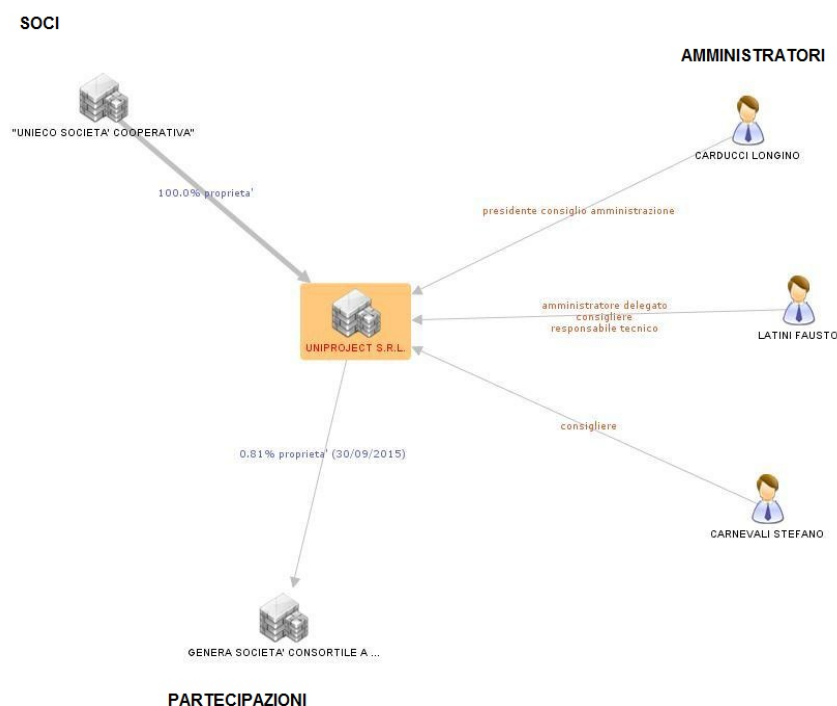 SOCI
AMMINISTRATORI
"UNIECO SOCIETA' COOPERATIVA"
CARDUCCI LONGINO
100.0% proprieta'
presidente consiglio amministrazione
amministratore delegato
consigliere
responsabile tecnico
LATINI FAUSTO
UNIPROJECT S.R.L.
consigliere
0.81% proprieta' (30/09/2015)
CARNEVALI STEFANO
GENERA SOCIETA' CONSORTILE A ...
PARTECIPAZIONI